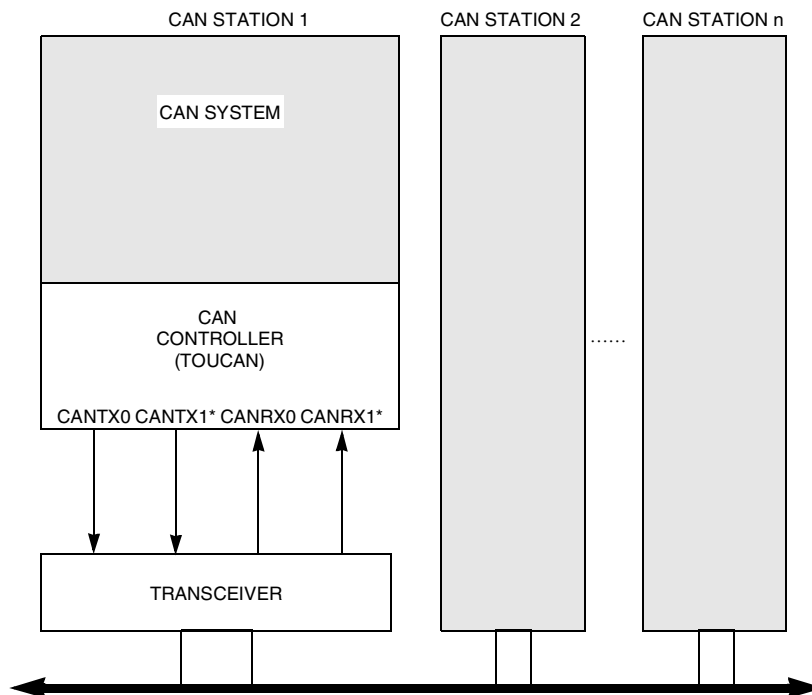 CAN STATION 1
CAN STATION 2
CAN STATION n
CAN SYSTEM
CAN
CONTROLLER
(TOUCAN)
......
CANTX0 CANTX1* CANRX0 CANRX1*
TRANSCEIVER